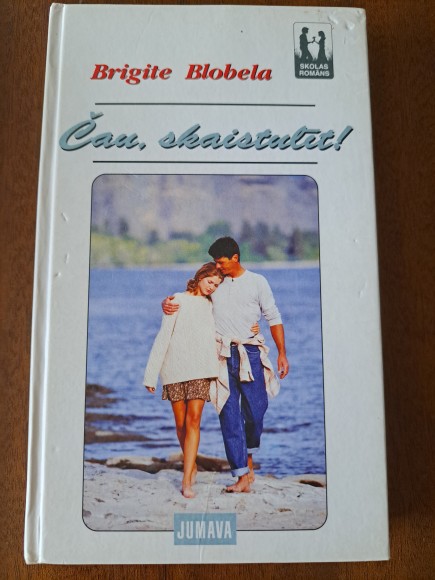 SKOLAS
ROMĀNS
Brigite Blobela
Čau, skaistulīt!
JUMAVA